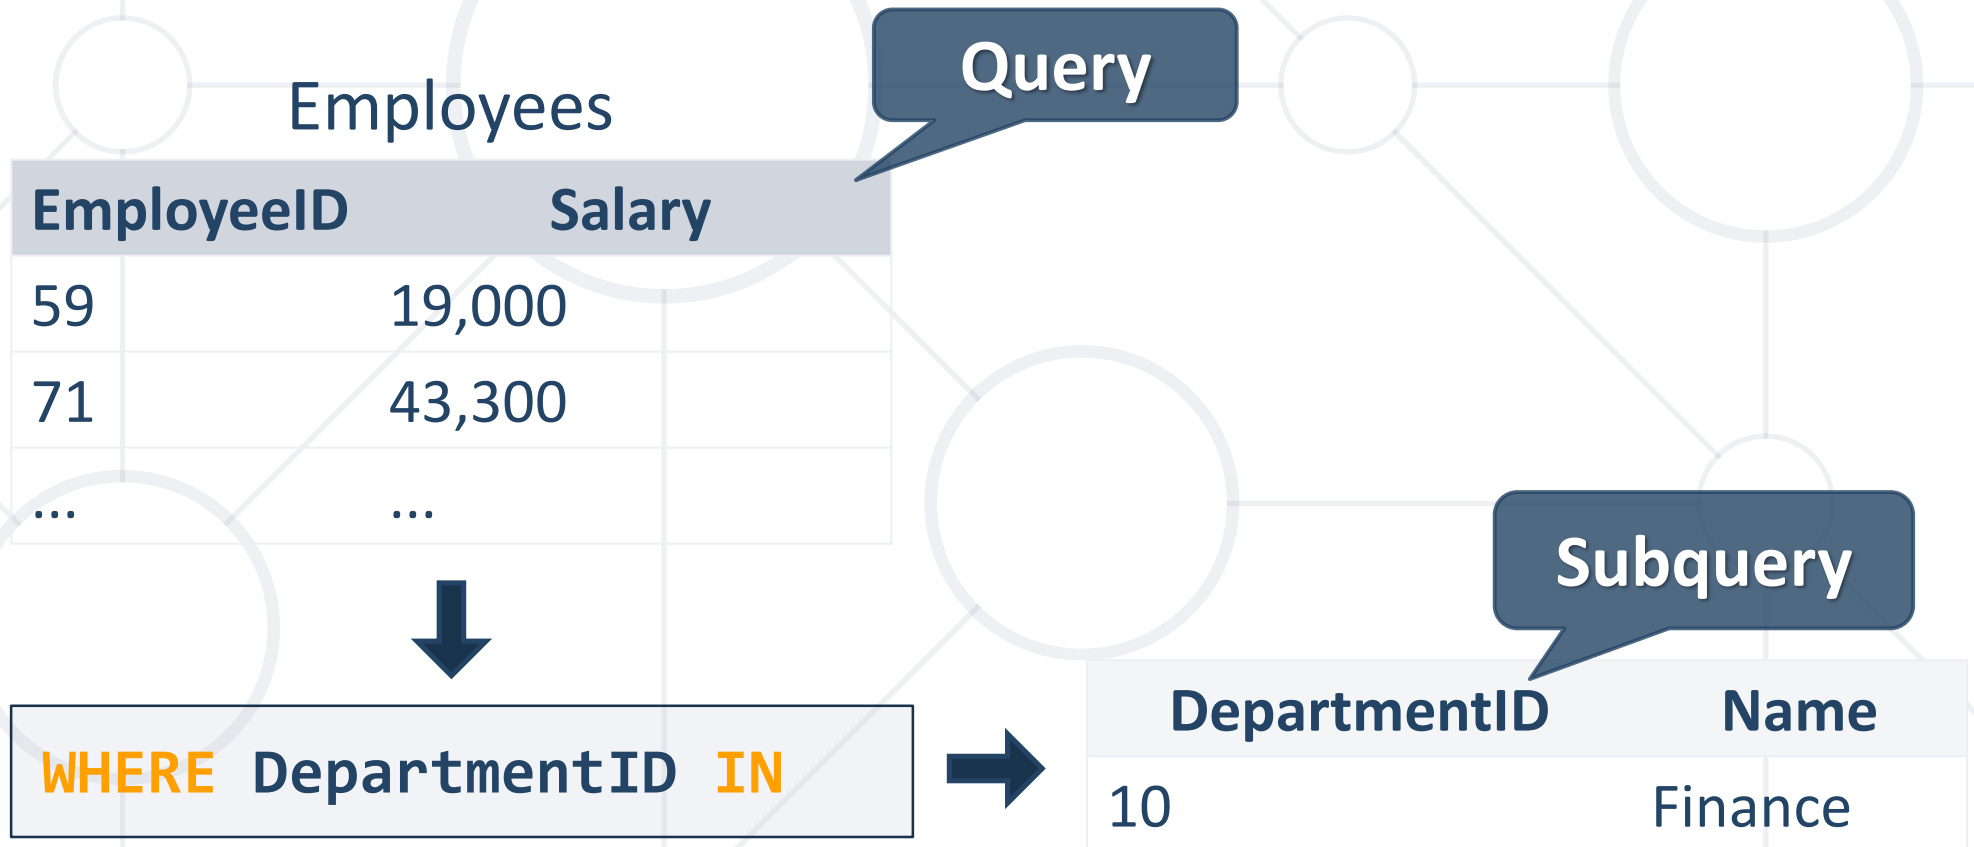 Query
Employees
EmployeeID Salary
59 19,000
71 43,300
... ...
WHERE DepartmentID IN
Subquery
DepartmentID Name
10 Finance